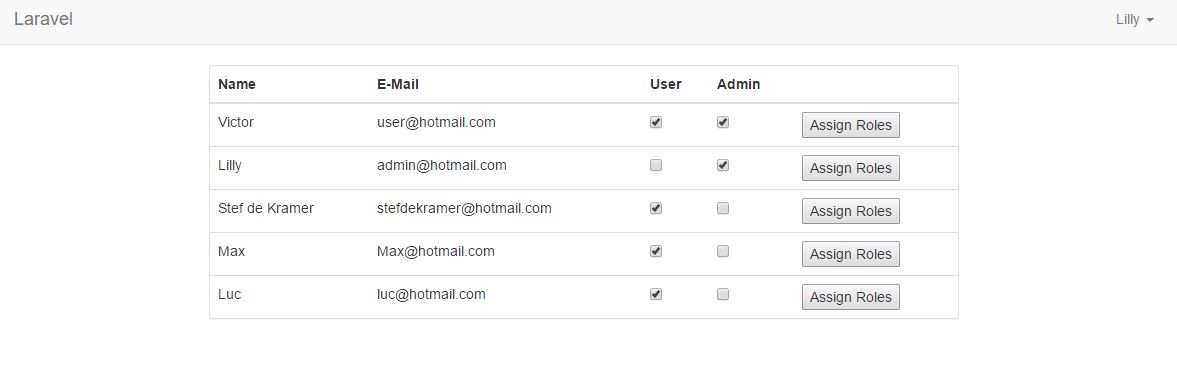 Laravel Lilly
Name E-Mail User Admin
Victor user@hotmail.com Assign Roles
Lilly admin@hotmail.com Assign Roles
Stef de Kramer stefdekramer@hotmail.com Assign Roles
Max Max@hotmail.com Assign Roles
Luc luc@hotmail.com Assign Roles